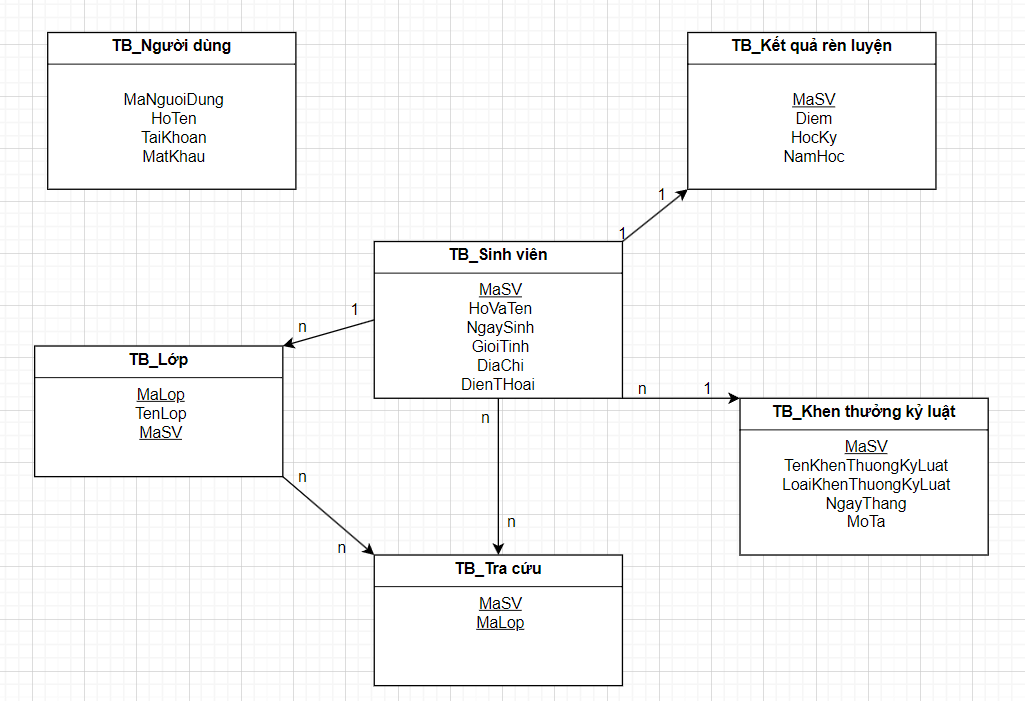 TB_Người dùng
MaNguoiDung
HoTen
TaiKhoan
MatKhau
TB_Kết quả rèn luyện
MaSV
Diem
HocKy
NamHoc
1
1
TB_Sinh viên
MaSV
HoVaTen
NgaySinh
GioiTinh
DiaChi
DienTHoai
1
n
TB_Lớp
MaLop
TenLop
MaSV
n
1
TB_Khen thưởng kỷ luật
MaSV
TenKhenThuongKyLuat
LoaiKhenThuongKyLuat
NgayThang
MoTa
n
n
n
n
TB_Tra cứu
MaSV
MaLop